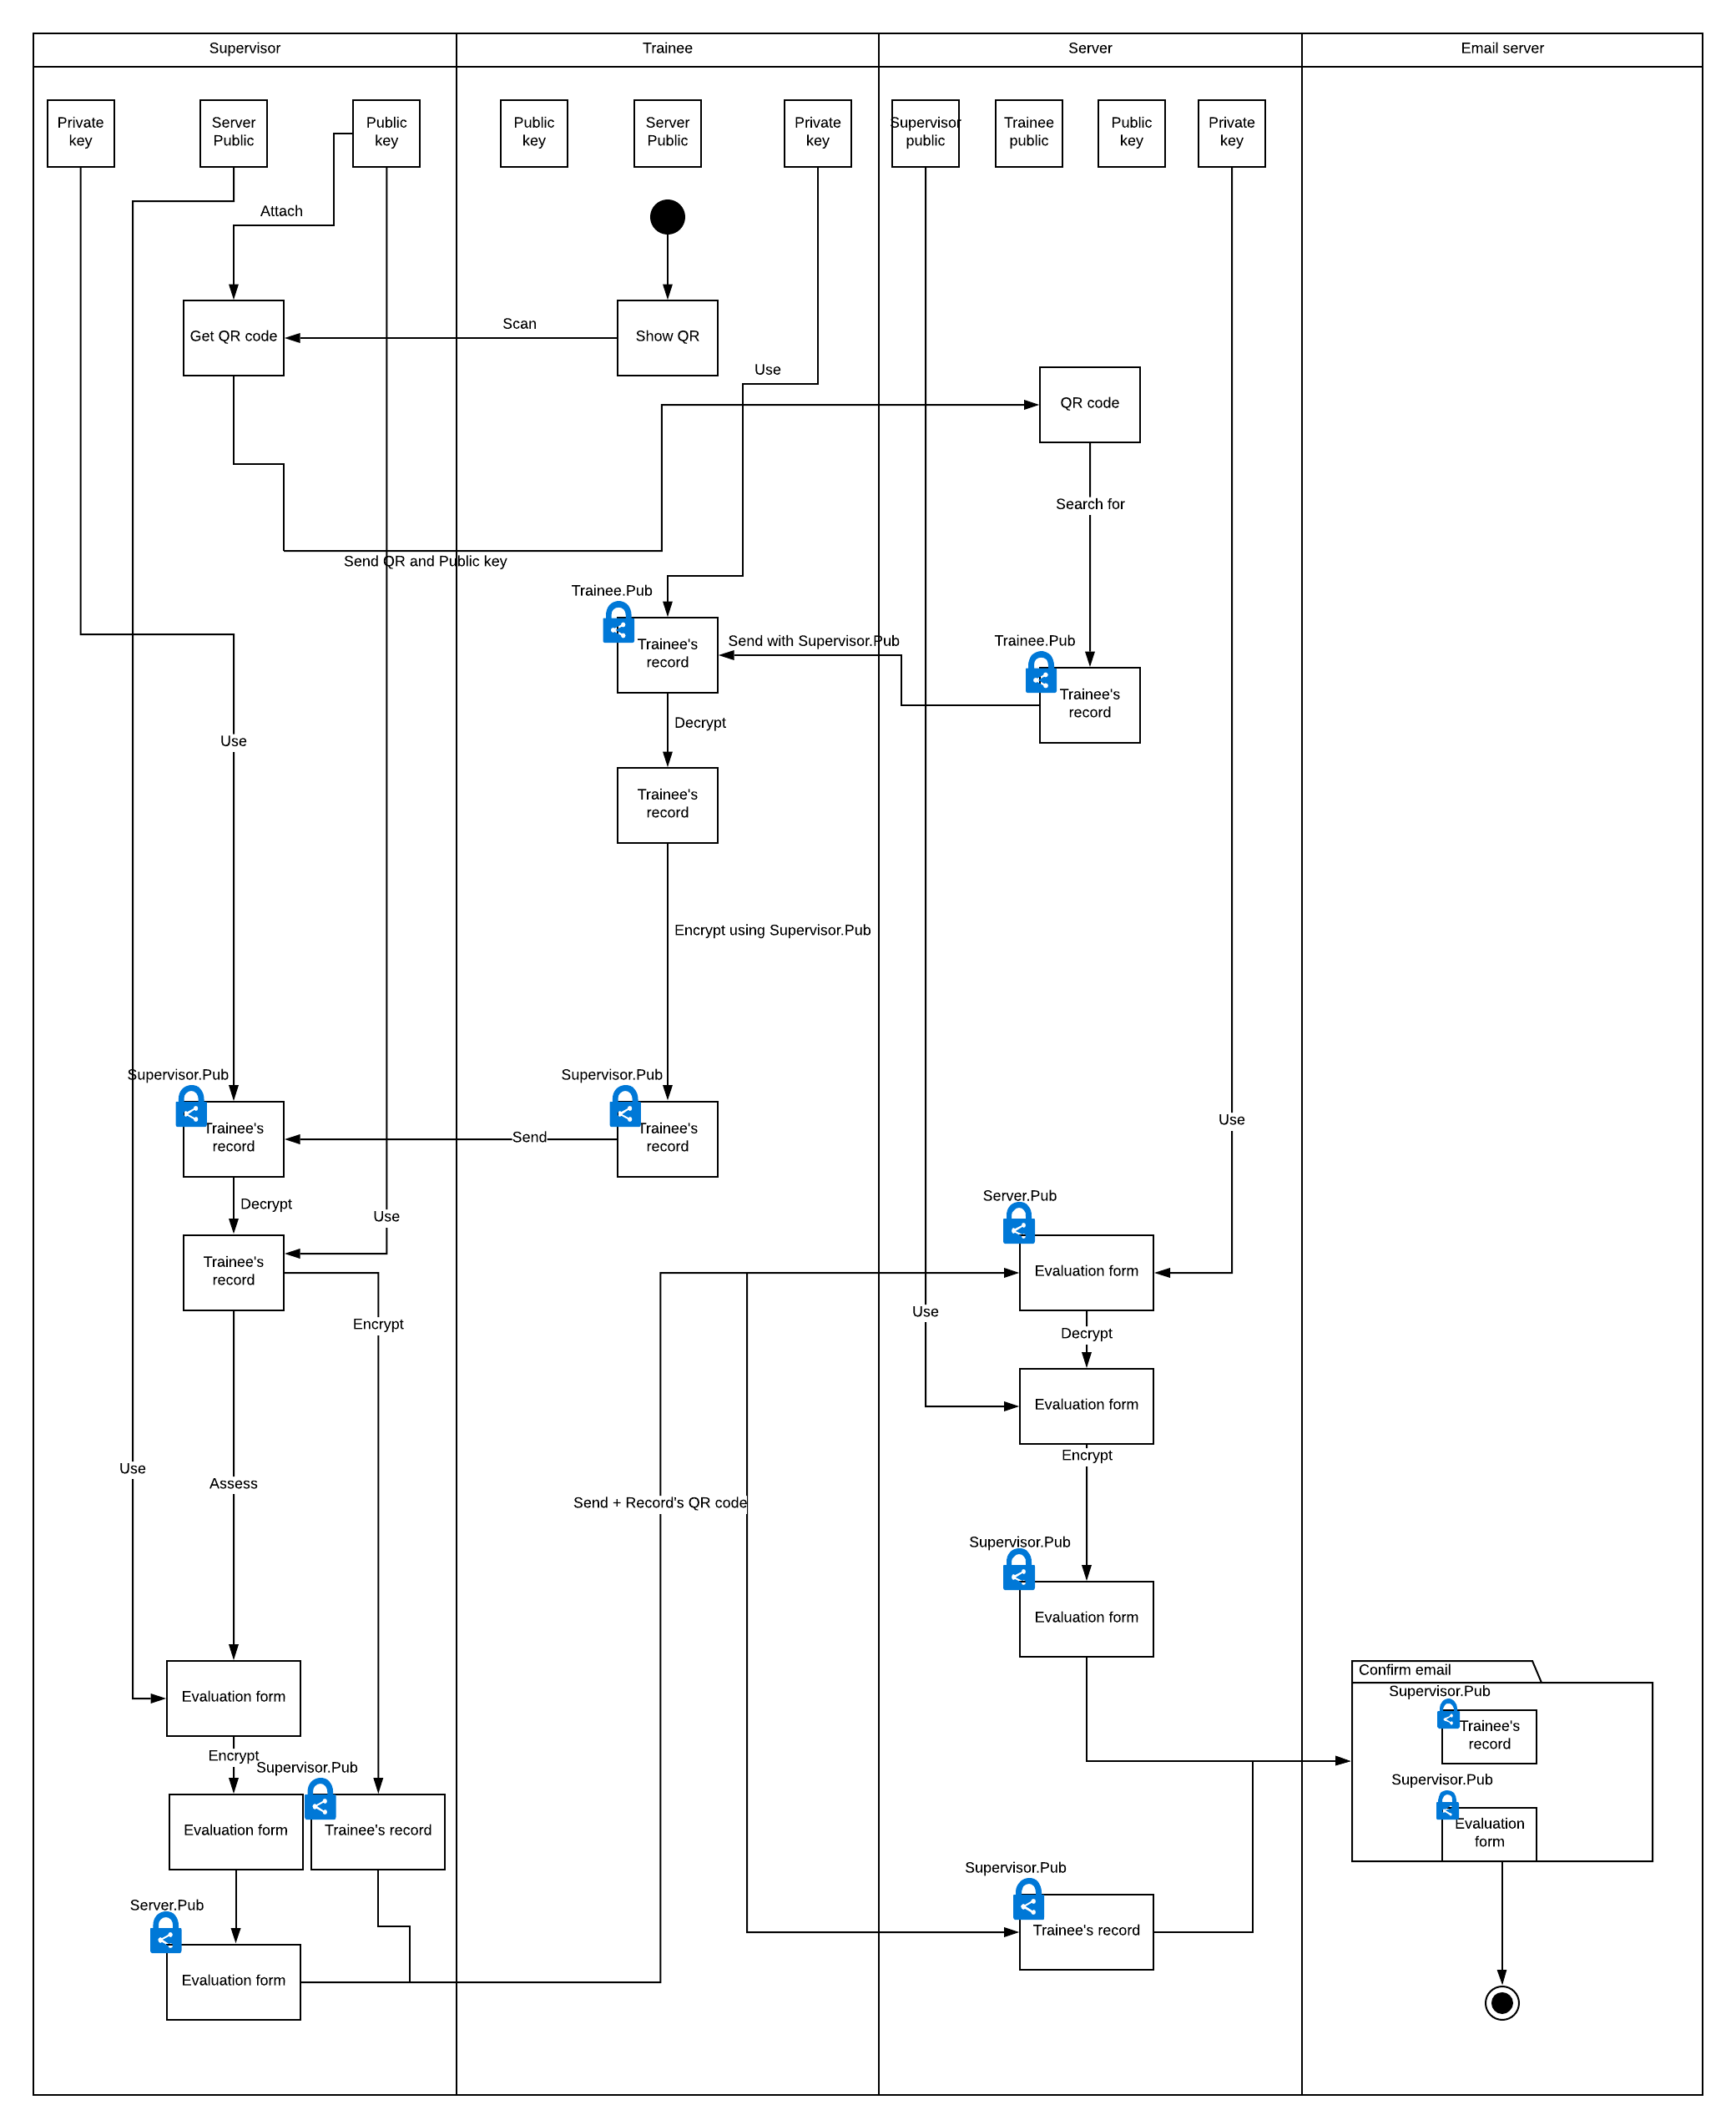 Supervisor
Trainee
Server
Email server
Private
key
Server
Public
Public
key
Public
key
Server
Public
Private
key
Supervisor
public
Trainee
public
Public
key
Private
key
Attach
Get QR code
Scan
Show QR
Use
QR code
Search for
Send QR and Public key
Trainee.Pub
Trainee's
record
Send with Supervisor.Pub
Trainee.Pub
Trainee's
record
Decrypt
Use
Trainee's
record
Encrypt using Supervisor.Pub
Supervisor.Pub
Trainee's
record
Send
Supervisor.Pub
Trainee's
record
Use
Decrypt
Use
Server.Pub
Trainee's
record
Evaluation form
Encrypt
Use
Decrypt
Evaluation form
Encrypt
Use
Assess
Send + Record's QR code
Supervisor.Pub
Evaluation form
Evaluation form
Confirm email
Supervisor.Pub
Trainee's
record
Encrypt
Supervisor.Pub
Supervisor.Pub
Evaluation
form
Evaluation form
Trainee's record
Supervisor.Pub
Trainee's record
Server.Pub
Evaluation form